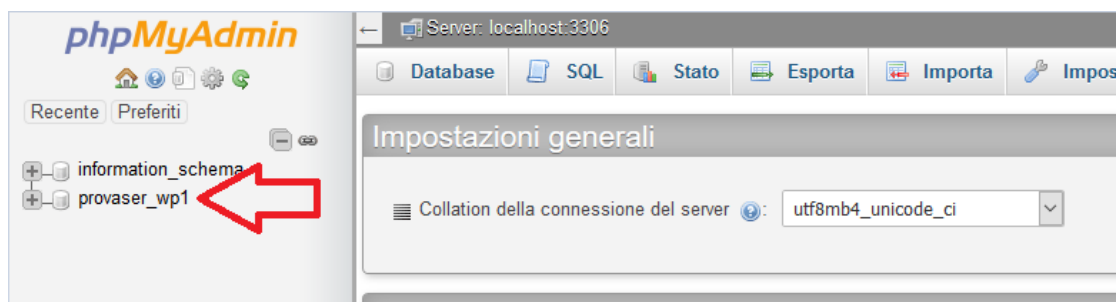 phpMyAdmin
Recente Preferiti
information_schema
provaser_wp1
Server: localhost:3306
Database SQL Stato Esporta Importa Impos
Impostazioni generali
Collation della connessione del server : utf8mb4_unicode_ci